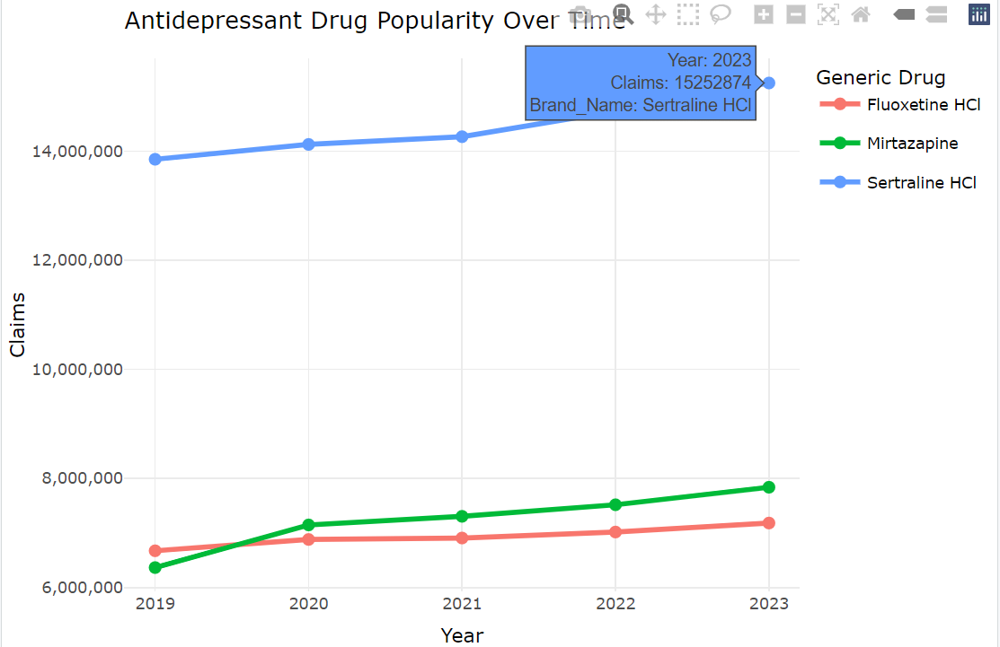 Antidepressant Drug Popularity Over Time
Year: 2023
Claims: 15252874
Brand_Name: Sertraline HCl
Generic Drug
Fluoxetine HCl
Mirtazapine
Sertraline HCl
14,000,000
12,000,000
10,000,000
8,000,000
6,000,000
Claims
2019
2020
2021
2022
2023
Year